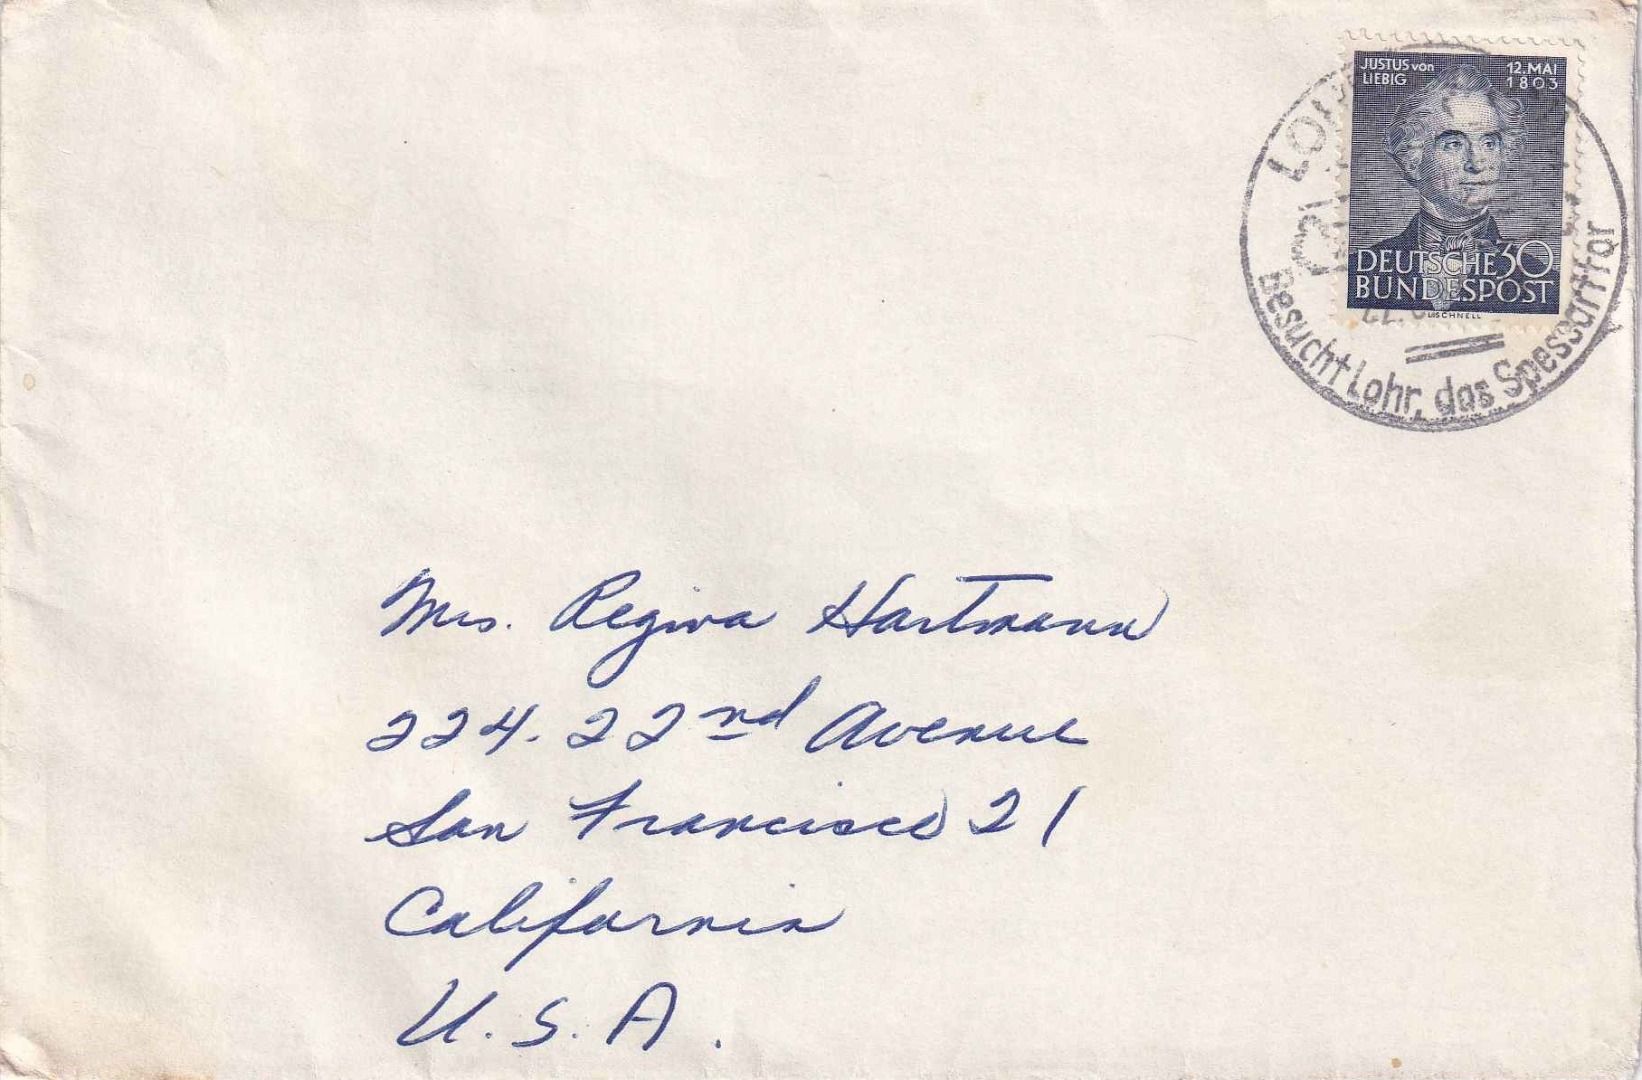 JUSTUS von 12.MAI
LIEBIG 1803
DEUTSCHE 30
BUNDESPOST
Besucht Lohr, das Spessarttor
Mrs. Regina Hartmann
224. 22nd Avenue
San Francisco 21
California
U.S.A.